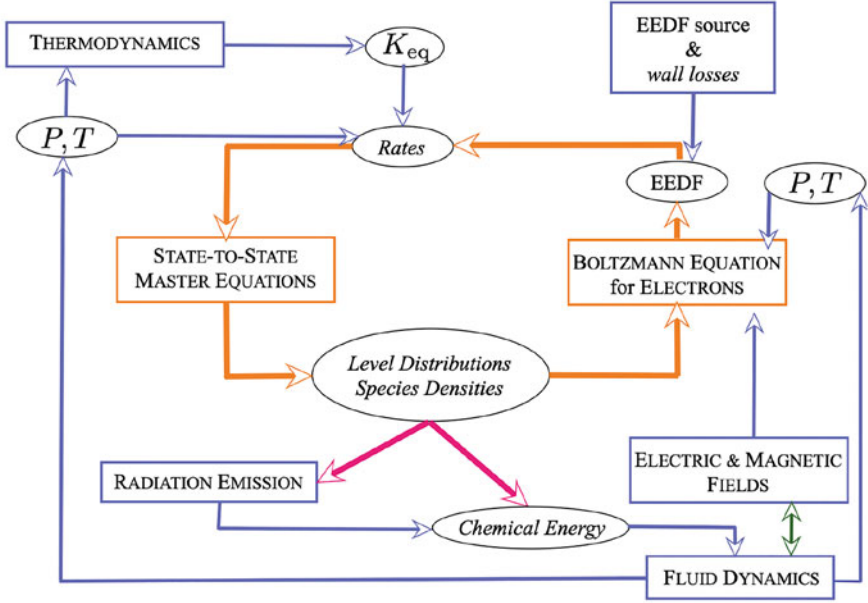 THERMODYNAMICS
K_eq
EEDF source
&
wall losses
P, T
Rates
EEDF
P, T
STATE-TO-STATE
MASTER EQUATIONS
BOLTZMANN EQUATION
for ELECTRONS
Level Distributions
Species Densities
RADIATION EMISSION
ELECTRIC & MAGNETIC
FIELDS
Chemical Energy
FLUID DYNAMICS